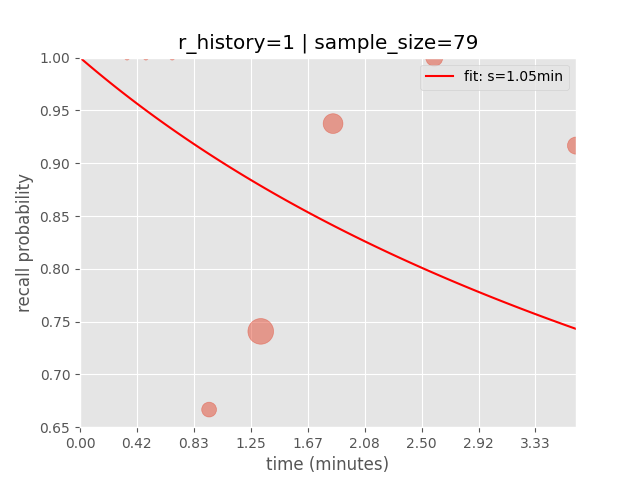 r_history=1 | sample_size=79
fit: s=1.05min
1.00
0.95
0.90
0.85
0.80
0.75
0.70
0.65
recall probability
0.00 0.42 0.83 1.25 1.67 2.08 2.50 2.92 3.33
time (minutes)